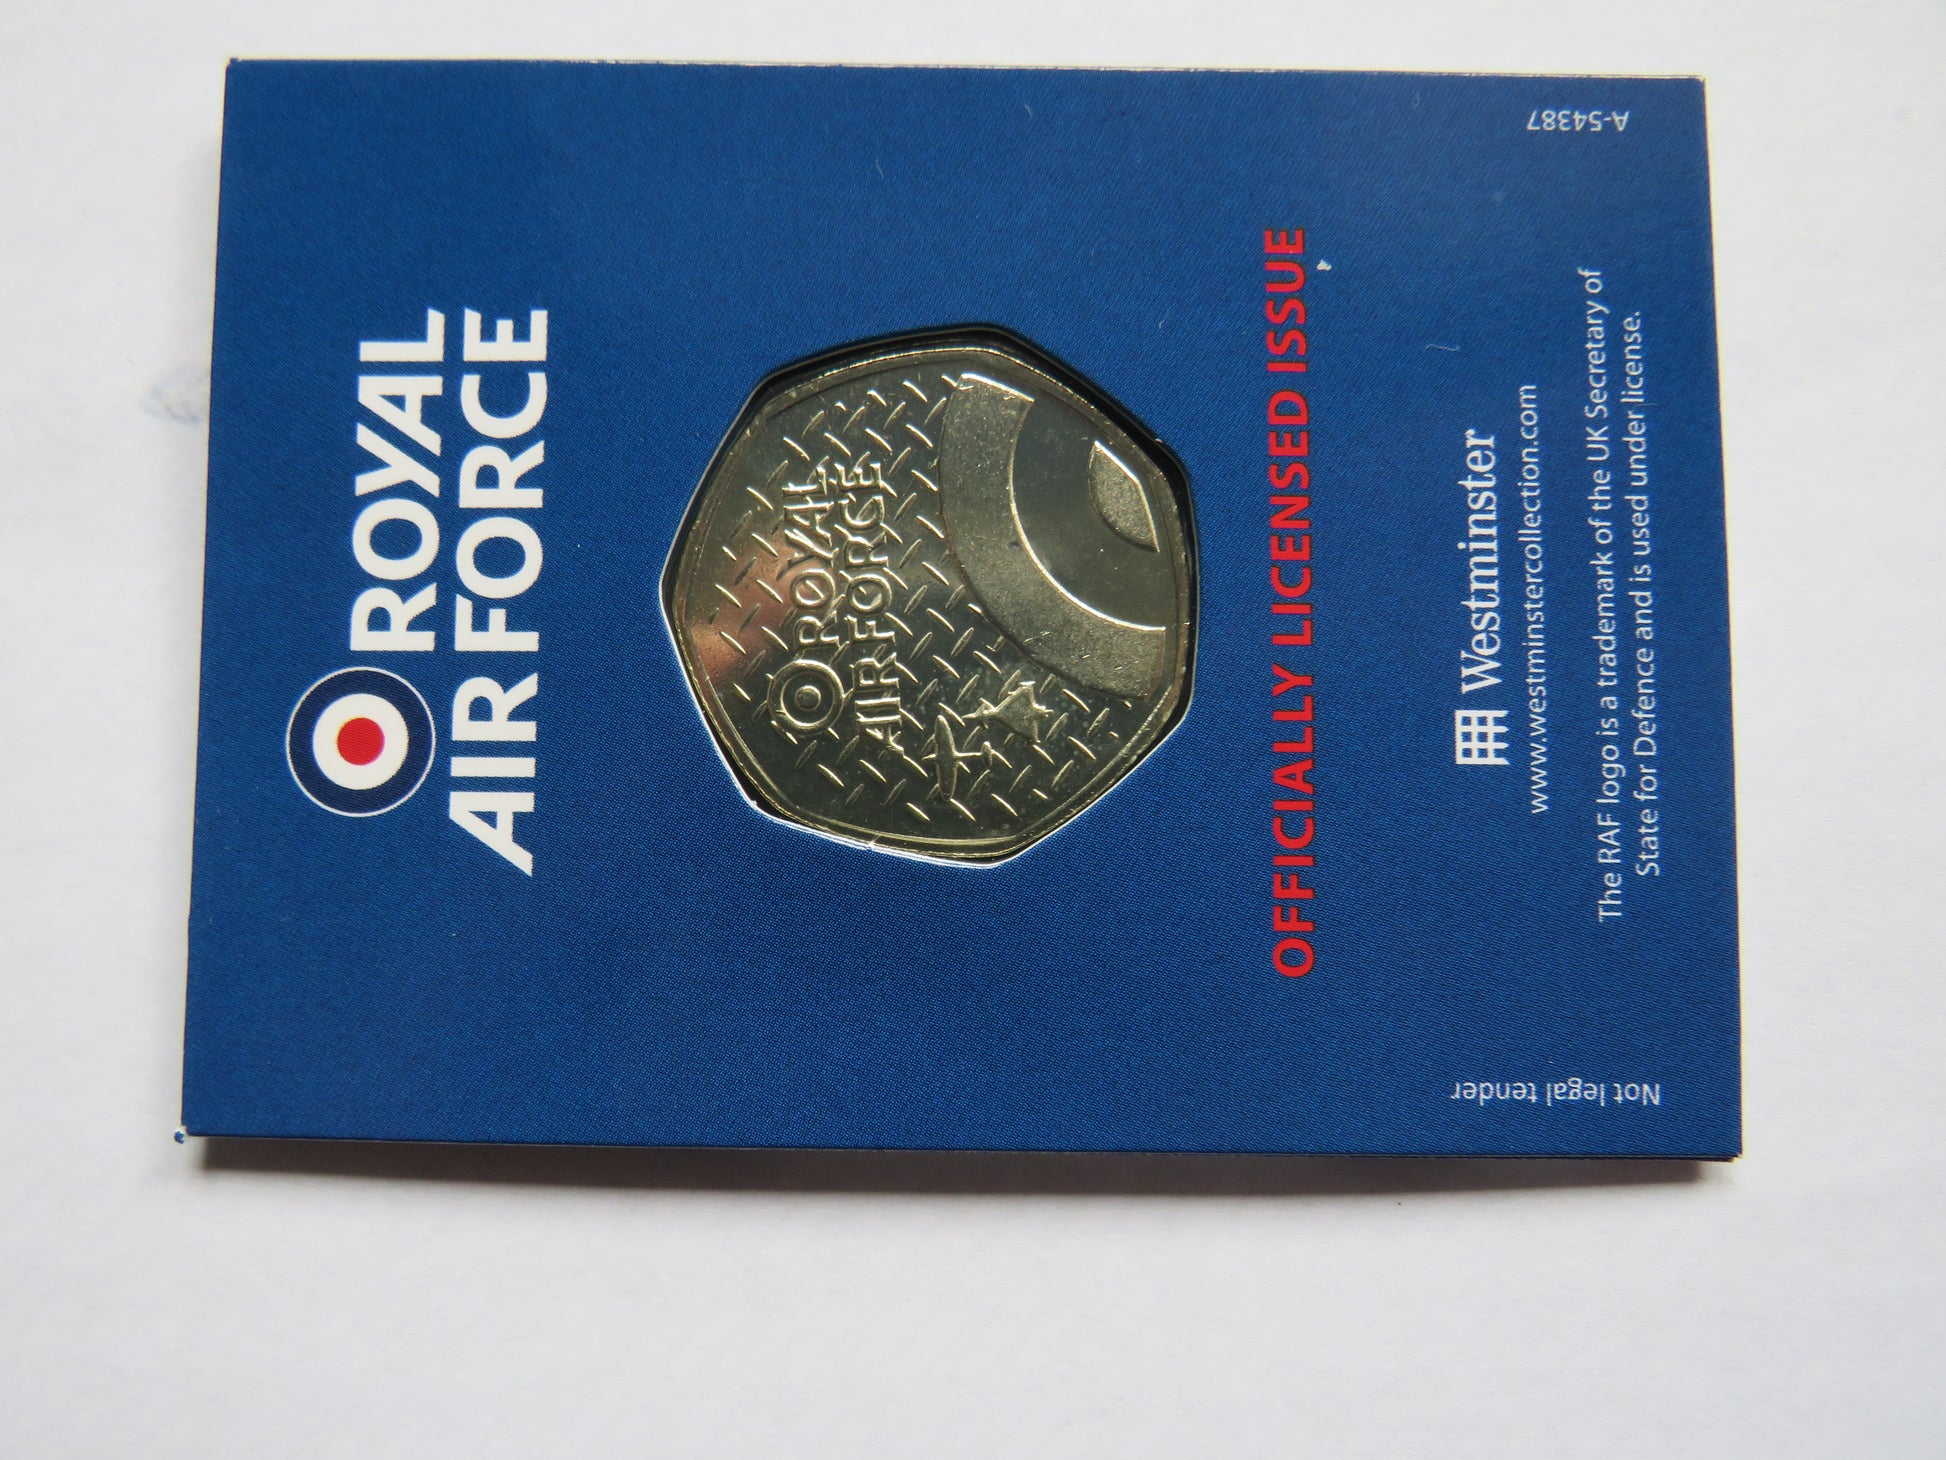 ROYAL
AIR FORCE
ROYAL
AIR FORCE
OFFICIALLY LICENSED ISSUE
Westminster
www.westminstercollection.com
The RAF logo is a trademark of the UK Secretary of
State for Defence and is used under license.
Not legal tender
A-54387